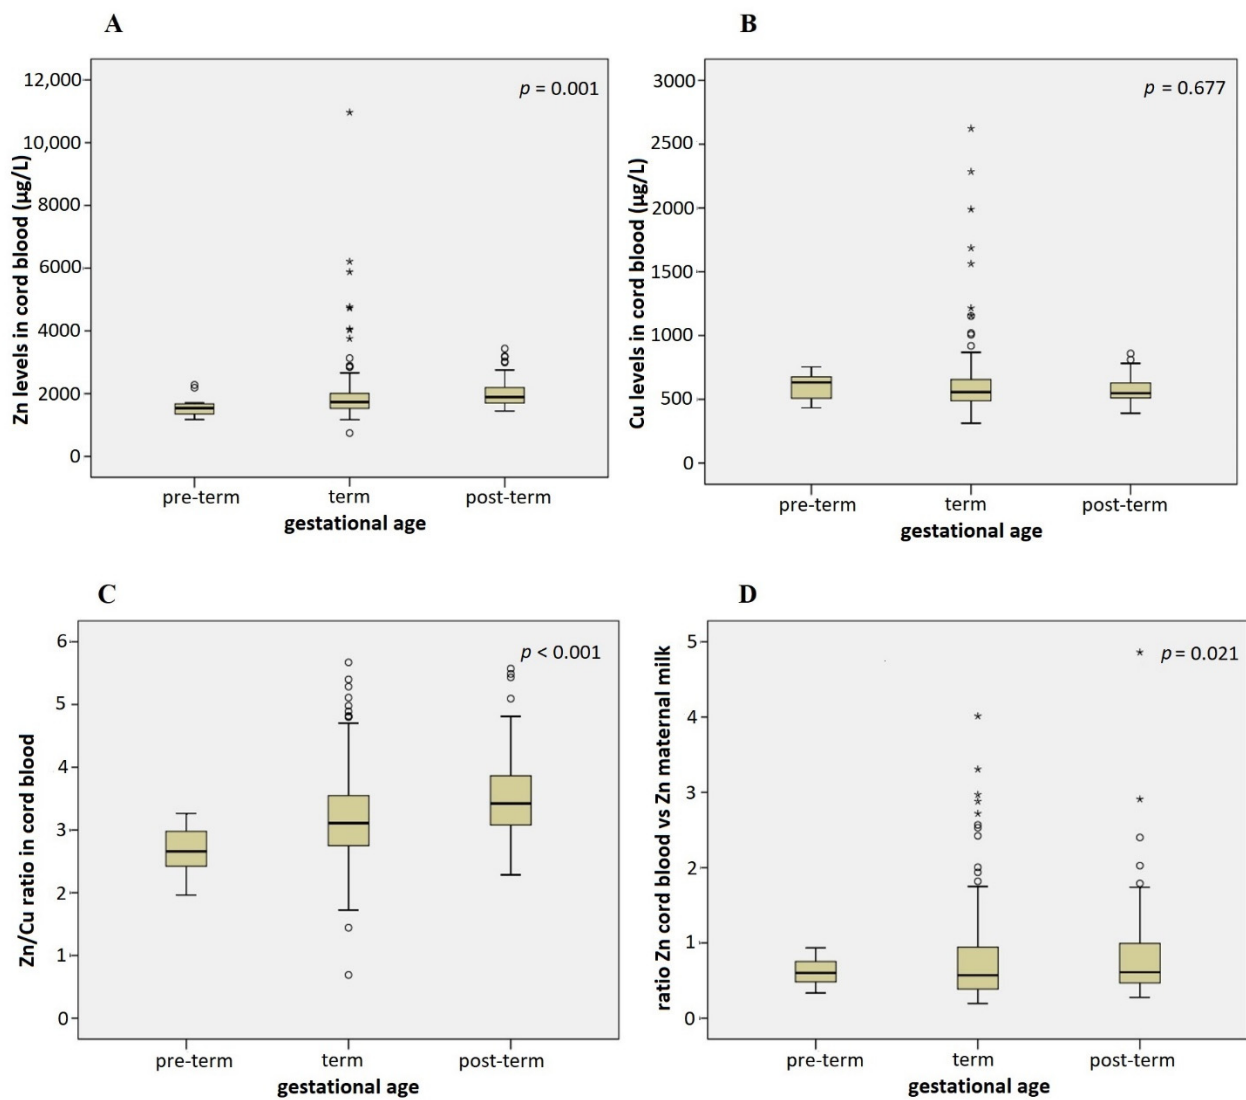 A
Zn levels in cord blood (µg/L)
12,000
10,000
8000
6000
4000
2000
0
p = 0.001
pre-term term post-term
gestational age
B
Cu levels in cord blood (µg/L)
3000
2500
2000
1500
1000
500
0
p = 0.677
pre-term term post-term
gestational age
C
Zn/Cu ratio in cord blood
6
5
4
3
2
1
0
p < 0.001
pre-term term post-term
gestational age
D
ratio Zn cord blood vs Zn maternal milk
5
4
3
2
1
0
p = 0.021
pre-term term post-term
gestational age